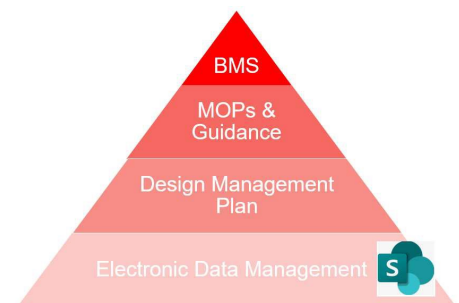 BMS
MOPs &
Guidance
Design Management
Plan
Electronic Data Management
S